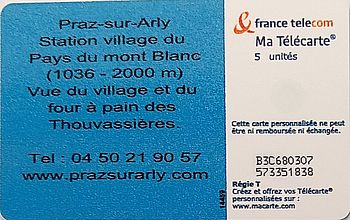 Praz-sur-Arly
Station village du
Pays du mont Blanc
(1036 - 2000 m)
Vue du village et du
four à pain des
Thouvassières.
Tel : 04 50 21 90 57
www.prazsurarly.com
france telecom
Ma Télécarte®
5 unités
Cette carte personnalisée ne peut
être ni remboursée ni échangée.
B3C680307
573351838
Régie T
Créez et offrez vos Télécarte®
personnalisées sur :
www.macarte.com